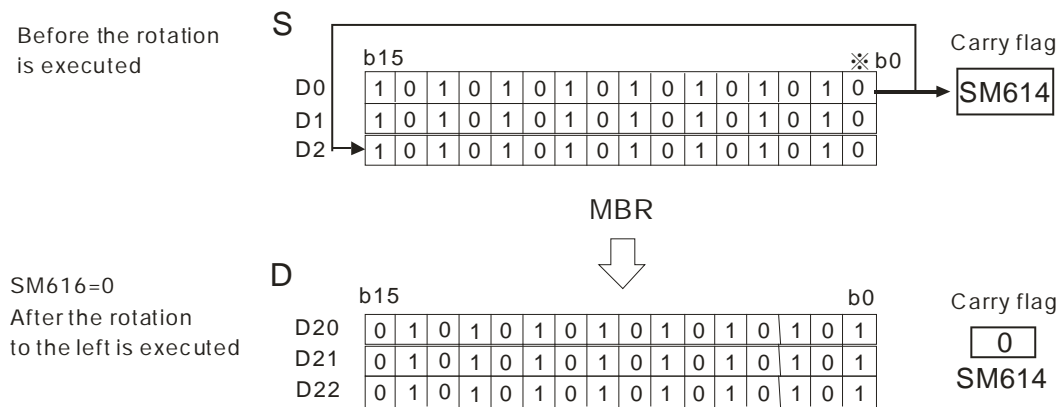 S
Before the rotation
is executed
Carry flag
b15 ※ b0
D0 1 0 1 0 1 0 1 0 1 0 1 0 1 0 1 0 SM614
D1 1 0 1 0 1 0 1 0 1 0 1 0 1 0 1 0
D2 1 0 1 0 1 0 1 0 1 0 1 0 1 0 1 0
MBR
D
SM616=0
After the rotation
to the left is executed
b15 b0
Carry flag
D20 0 1 0 1 0 1 0 1 0 1 0 1 0 1 0 1
D21 0 1 0 1 0 1 0 1 0 1 0 1 0 1 0 1
D22 0 1 0 1 0 1 0 1 0 1 0 1 0 1 0 1
0
SM614